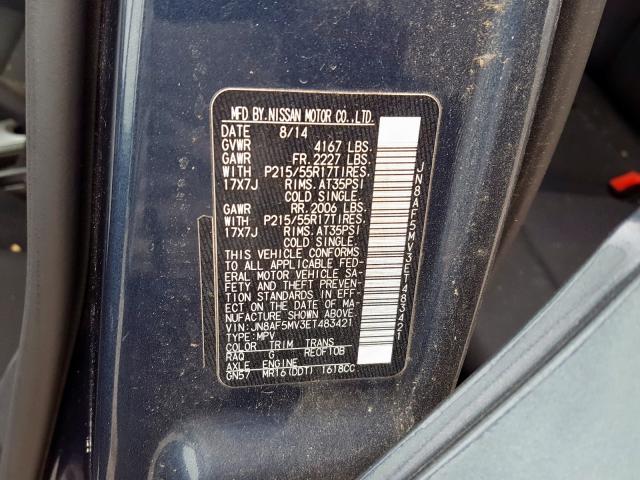 MFD BY.NISSAN MOTOR CO.,LTD.
DATE 8/14
GVWR 4167 LBS.
GAWR FR. 2227 LBS.
WITH P215/55R17TIRES.
17X7J RIMS. AT35PSI
COLD SINGLE.
GAWR RR. 2006 LBS.
WITH P215/55R17TIRES.
17X7J RIMS. AT35PSI
COLD SINGLE.
THIS VEHICLE CONFORMS
TO ALL APPLICABLE FED-
ERAL MOTOR VEHICLE SA-
FETY AND THEFT PREVEN-
TION STANDARDS IN EFF-
ECT ON THE DATE OF MA-
NUFACTURE SHOWN ABOVE.
VIN:JN8AF5MV3ET483421
TYPE:MPV
COLOR TRIM TRANS
RAQ G RE0F10B
AXLE ENGINE
GN57 MR16(DDT) 1618CC
JN8AF5MV3ET483421